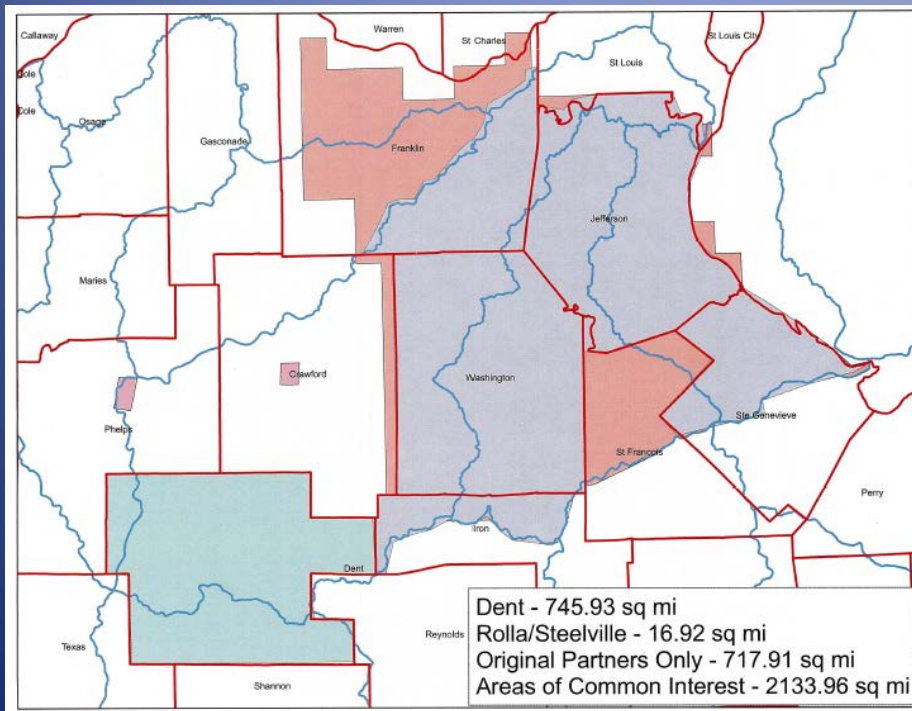 Callaway
Warren
St Charles
St Louis City
St Louis
Cole
Cole
Osage
Gasconade
Franklin
Jefferson
Maries
Crawford
Washington
Phelps
Ste Genevieve
St Francois
Perry
Iron
Dent
Texas
Reynolds
Shannon
Dent - 745.93 sq mi
Rolla/Steelville - 16.92 sq mi
Original Partners Only - 717.91 sq mi
Areas of Common Interest - 2133.96 sq mi